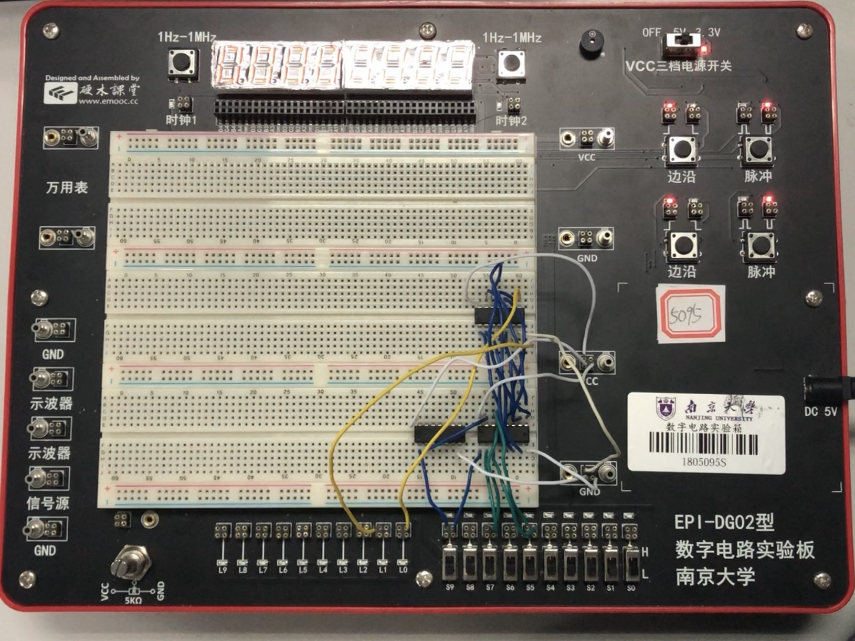 1Hz-1MHz
1Hz-1MHz
OFF 5V 3.3V
VCC三档电源开关
Designed and Assembled by
硬木課堂
www.emooc.cc
时钟1
时钟2
万用表
VCC
边沿
脉冲
GND
边沿
脉冲
5095
GND
示波器
示波器
信号源
GND
CC
DC 5V
南京大学
NANJING UNIVERSITY
数字电路实验箱
1805095S
GND
EPI-DG02型
数字电路实验板
南京大学
L9 L8 L7 L6 L5 L4 L3 L2 L1 L0
H
L
S9 S8 S7 S6 S5 S4 S3 S2 S1 S0
VCC
5KΩ
GND